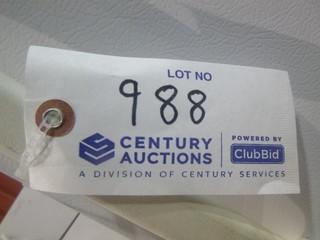 LOT NO
988
CENTURY AUCTIONS
POWERED BY
ClubBid
A DIVISION OF CENTURY SERVICES